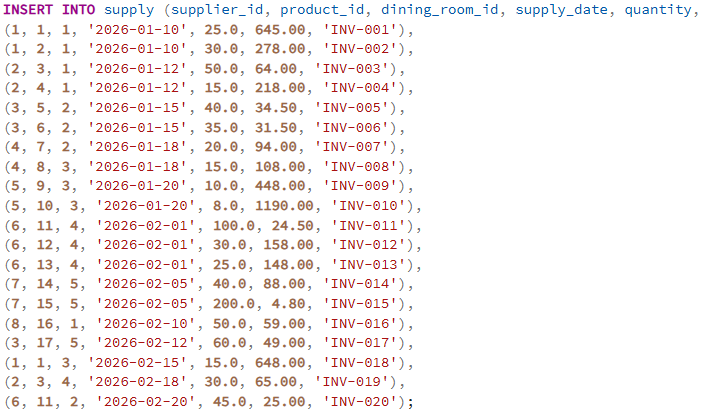 INSERT INTO supply (supplier_id, product_id, dining_room_id, supply_date, quantity,
(1, 1, 1, '2026-01-10', 25.0, 645.00, 'INV-001'),
(1, 2, 1, '2026-01-10', 30.0, 278.00, 'INV-002'),
(2, 3, 1, '2026-01-12', 50.0, 64.00, 'INV-003'),
(2, 4, 1, '2026-01-12', 15.0, 218.00, 'INV-004'),
(3, 5, 2, '2026-01-15', 40.0, 34.50, 'INV-005'),
(3, 6, 2, '2026-01-15', 35.0, 31.50, 'INV-006'),
(4, 7, 2, '2026-01-18', 20.0, 94.00, 'INV-007'),
(4, 8, 3, '2026-01-18', 15.0, 108.00, 'INV-008'),
(5, 9, 3, '2026-01-20', 10.0, 448.00, 'INV-009'),
(5, 10, 3, '2026-01-20', 8.0, 1190.00, 'INV-010'),
(6, 11, 4, '2026-02-01', 100.0, 24.50, 'INV-011'),
(6, 12, 4, '2026-02-01', 30.0, 158.00, 'INV-012'),
(6, 13, 4, '2026-02-01', 25.0, 148.00, 'INV-013'),
(7, 14, 5, '2026-02-05', 40.0, 88.00, 'INV-014'),
(7, 15, 5, '2026-02-05', 200.0, 4.80, 'INV-015'),
(8, 16, 1, '2026-02-10', 50.0, 59.00, 'INV-016'),
(3, 17, 5, '2026-02-12', 60.0, 49.00, 'INV-017'),
(1, 1, 3, '2026-02-15', 15.0, 648.00, 'INV-018'),
(2, 3, 4, '2026-02-18', 30.0, 65.00, 'INV-019'),
(6, 11, 2, '2026-02-20', 45.0, 25.00, 'INV-020');